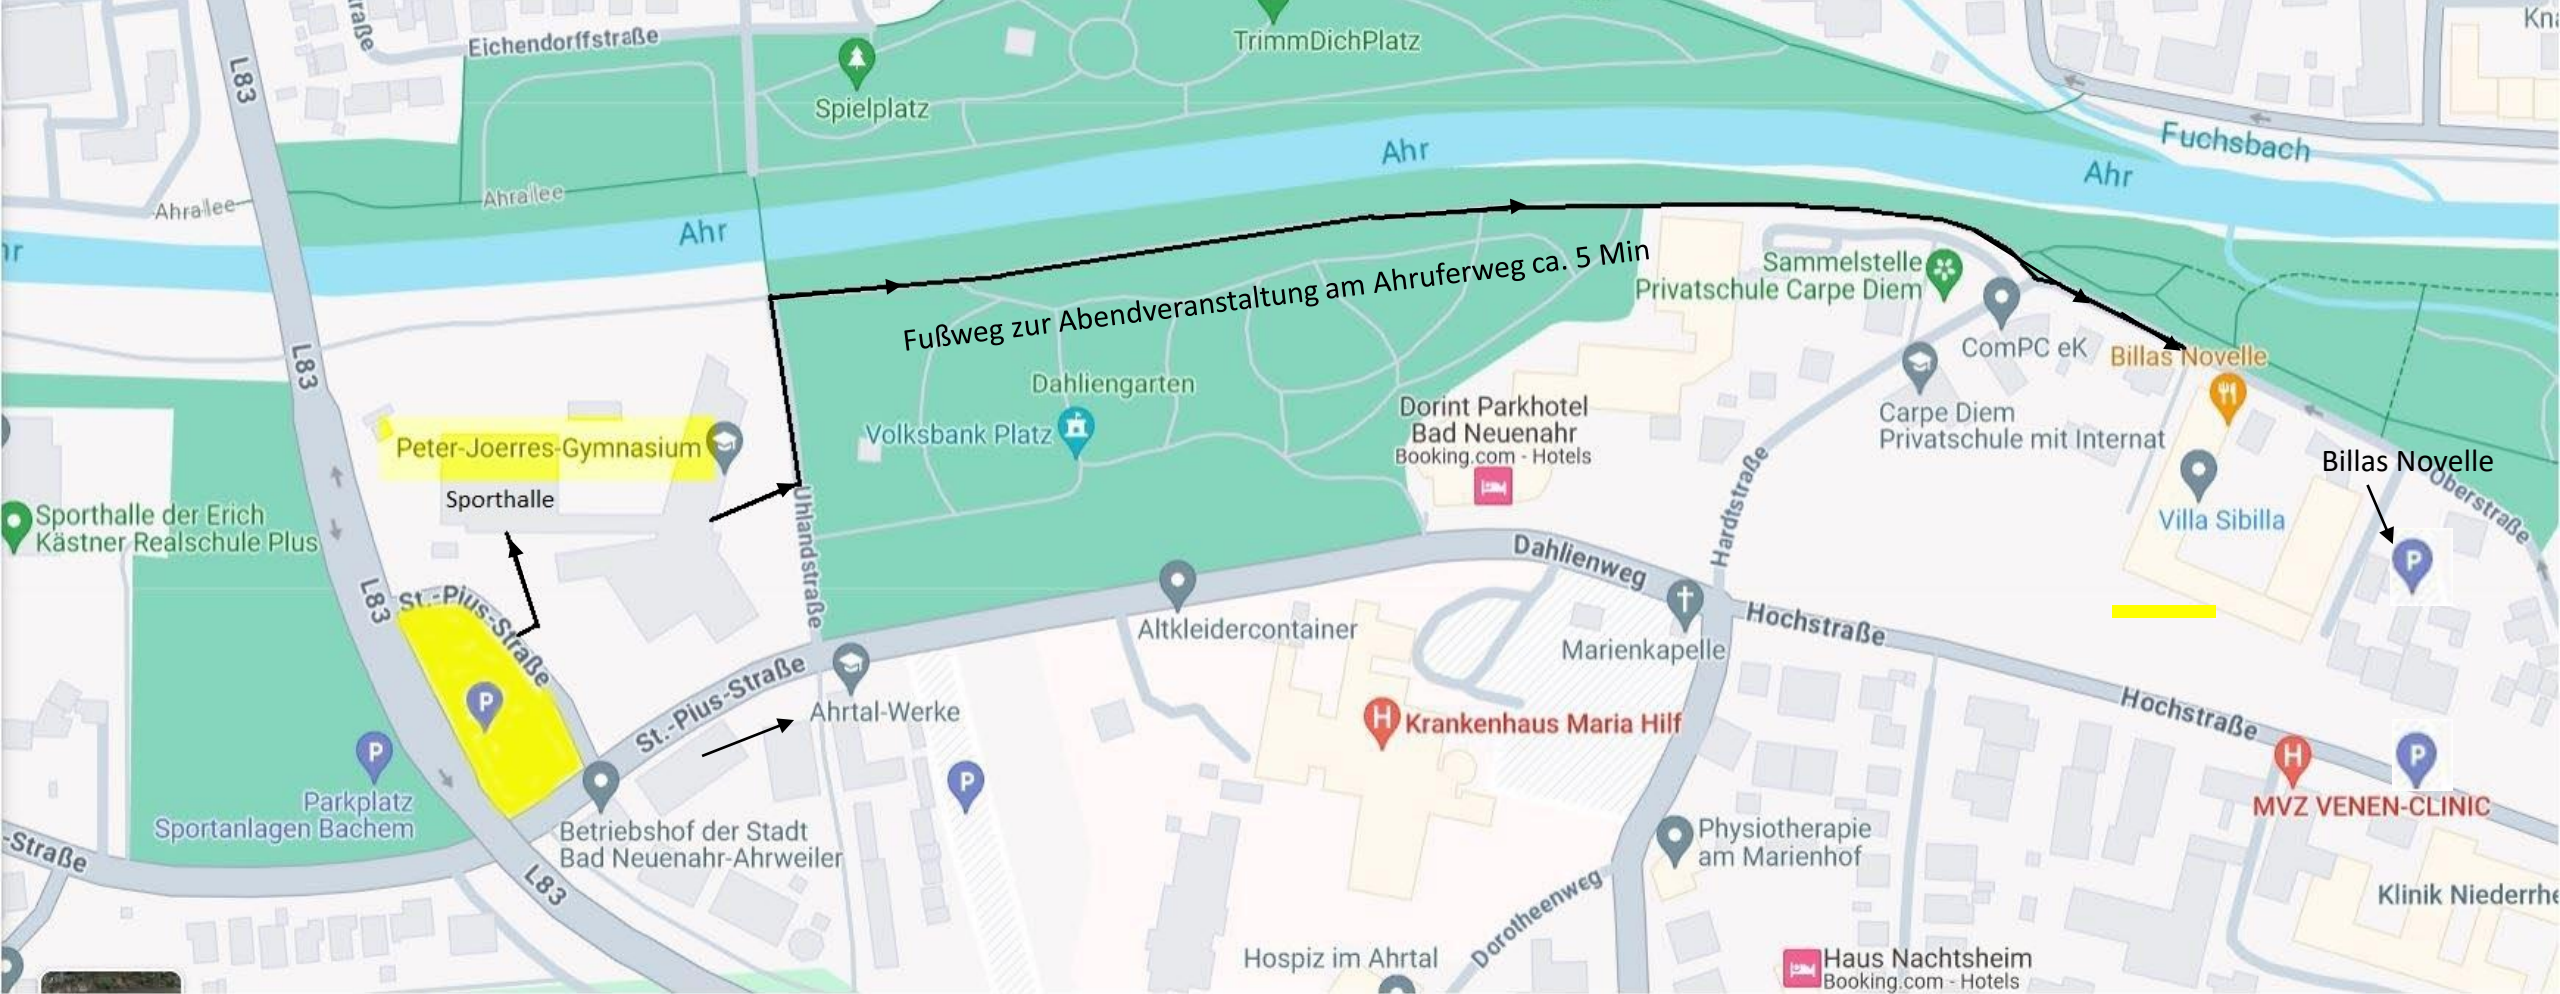 raße
Eichendorffstraße
L83
TrimmDichPlatz
Spielplatz
Ahr
Fuchsbach
Ahr
Ahrallee
Ahrallee
Ahr
hr
Sammelstelle
Privatschule Carpe Diem
Fußweg zur Abendveranstaltung am Ahruferweg ca. 5 Min
L83
ComPC eK
Billas Novelle
Dahliengarten
Dorint Parkhotel
Bad Neuenahr
Booking.com - Hotels
Carpe Diem
Privatschule mit Internat
Volksbank Platz
Peter-Joerres-Gymnasium
Billas Novelle
Sporthalle
Hardtstraße
Oberstraße
Villa Sibilla
Sporthalle der Erich
Kästner Realschule Plus
Uhlandstraße
Dahlienweg
P
L83
St.-Pius-Straße
Altkleidercontainer
Marienkapelle
Hochstraße
P
St.-Pius-Straße
Ahrtal-Werke
H
Krankenhaus Maria Hilf
Hochstraße
P
Parkplatz
Sportanlagen Bachem
P
H
P
MVZ VENEN-CLINIC
Betriebshof der Stadt
Bad Neuenahr-Ahrweiler
Physiotherapie
am Marienhof
-Straße
L83
Dorotheenweg
Klinik Niederrhe
Hospiz im Ahrtal
Haus Nachtsheim
Booking.com - Hotels